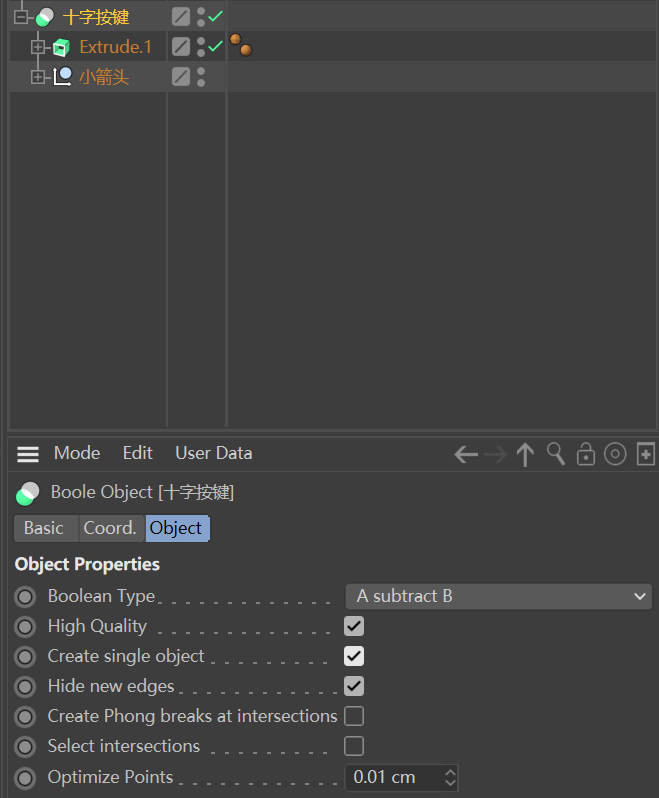 十字按键
Extrude.1
小箭头
Mode Edit User Data
Boole Object [十字按键]
Basic Coord. Object
Object Properties
Boolean Type A subtract B
High Quality
Create single object
Hide new edges
Create Phong breaks at intersections
Select intersections
Optimize Points 0.01 cm